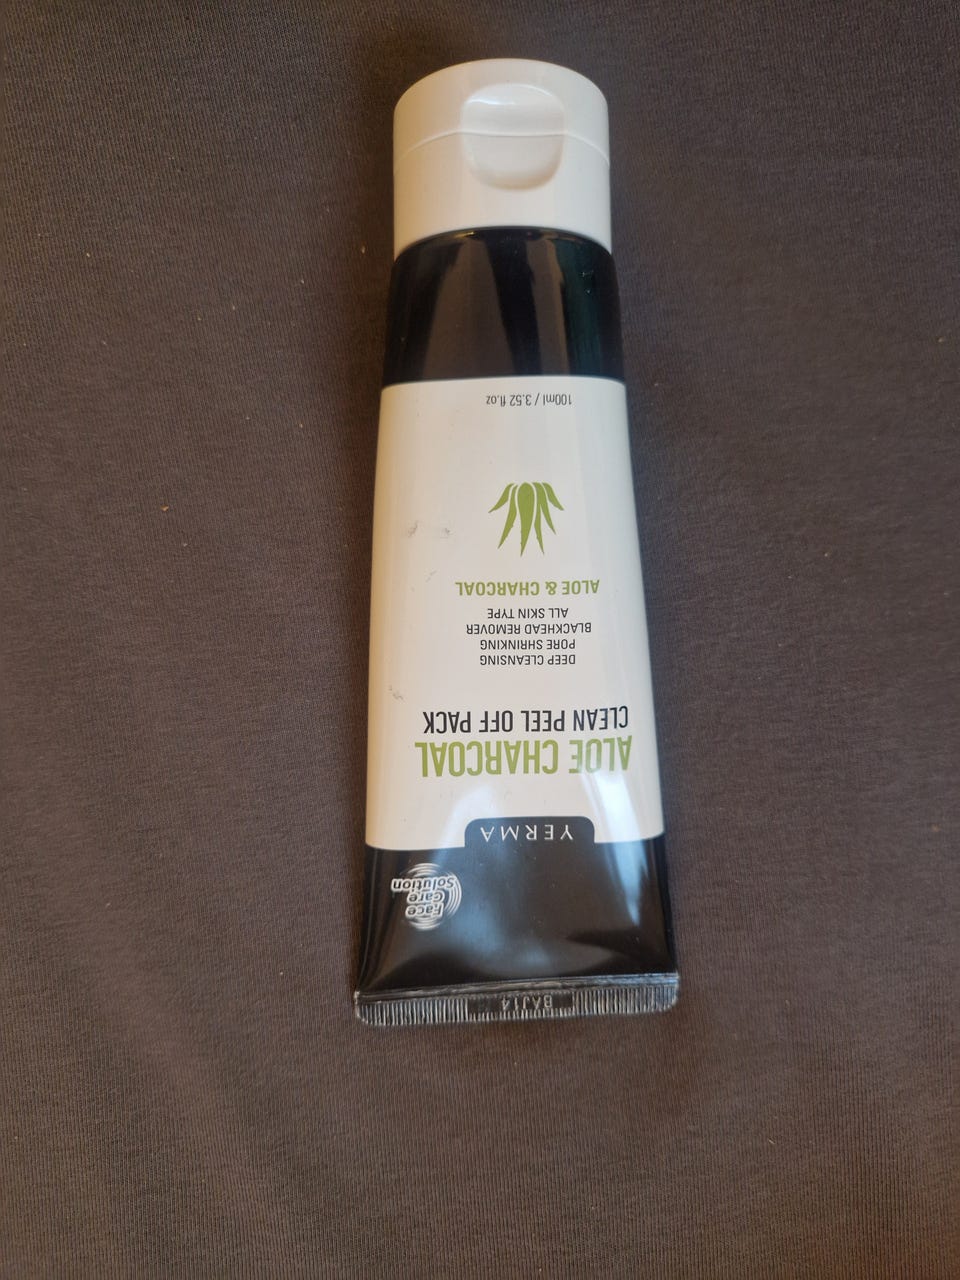 BAJ14
Face
Care
Solution
YERMA
ALOE CHARCOAL
CLEAN PEEL OFF PACK
DEEP CLEANSING
PORE SHRINKING
BLACKHEAD REMOVER
ALL SKIN TYPE
ALOE & CHARCOAL
100ml / 3.52 fl.oz